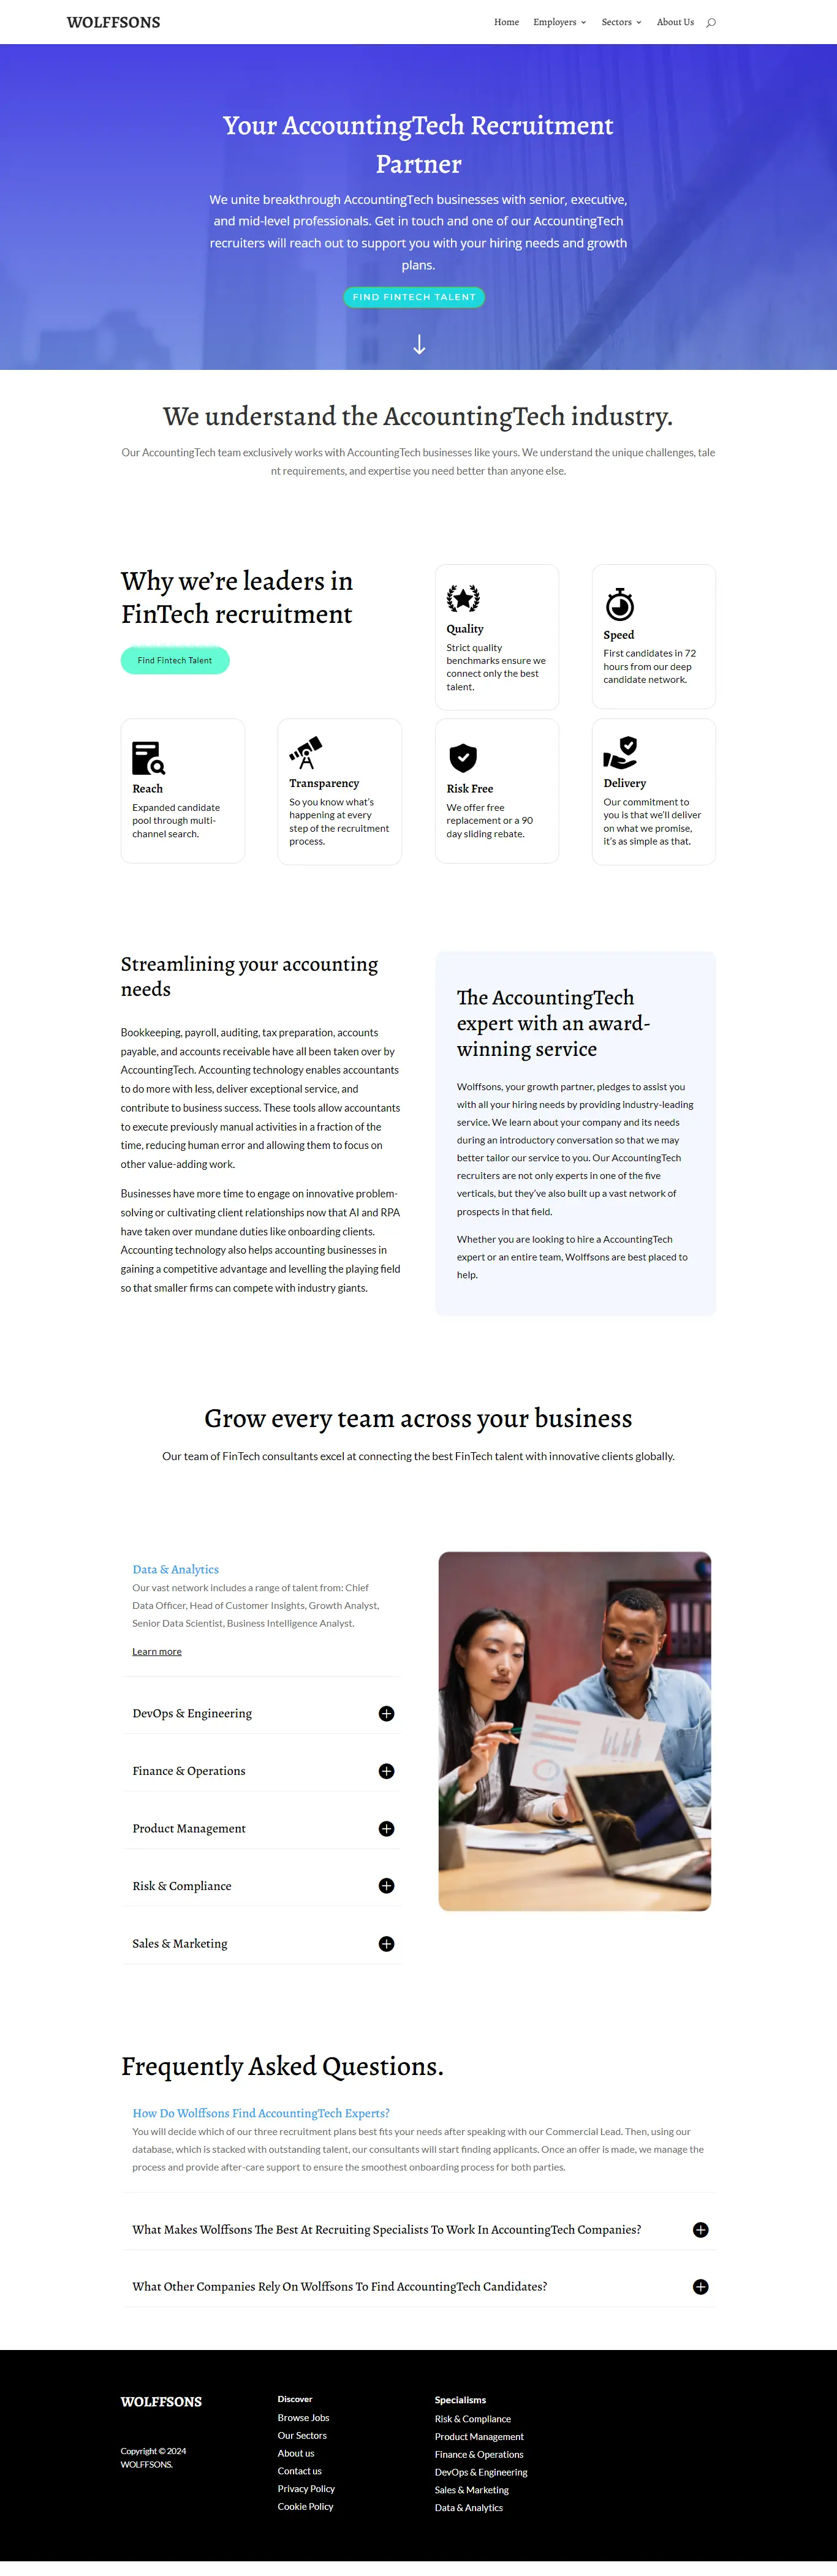 WOLFFSONS
Home
Employers
Sectors
About Us
Your AccountingTech Recruitment
Partner
We unite breakthrough AccountingTech businesses with senior, executive,
and mid-level professionals. Get in touch and one of our AccountingTech
recruiters will reach out to support you with your hiring needs and growth
plans.
FIND FINTECH TALENT
We understand the AccountingTech industry.
Our AccountingTech team exclusively works with AccountingTech businesses like yours. We understand the unique challenges, tale
nt requirements, and expertise you need better than anyone else.
Why we’re leaders in
FinTech recruitment
Find Fintech Talent
Quality
Strict quality
benchmarks ensure we
connect only the best
talent.
Speed
First candidates in 72
hours from our deep
candidate network.
Reach
Expanded candidate
pool through multi-
channel search.
Transparency
So you know what’s
happening at every
step of the recruitment
process.
Risk Free
We offer free
replacement or a 90
day sliding rebate.
Delivery
Our commitment to
you is that we’ll deliver
on what we promise,
it’s as simple as that.
Streamlining your accounting
needs
Bookkeeping, payroll, auditing, tax preparation, accounts
payable, and accounts receivable have all been taken over by
AccountingTech. Accounting technology enables accountants
to do more with less, deliver exceptional service, and
contribute to business success. These tools allow accountants
to execute previously manual activities in a fraction of the
time, reducing human error and allowing them to focus on
other value-adding work.
Businesses have more time to engage on innovative problem-
solving or cultivating client relationships now that AI and RPA
have taken over mundane duties like onboarding clients.
Accounting technology also helps accounting businesses in
gaining a competitive advantage and levelling the playing field
so that smaller firms can compete with industry giants.
The AccountingTech
expert with an award-
winning service
Wolffsons, your growth partner, pledges to assist you
with all your hiring needs by providing industry-leading
service. We learn about your company and its needs
during an introductory conversation so that we may
better tailor our service to you. Our AccountingTech
recruiters are not only experts in one of the five
verticals, but they’ve also built up a vast network of
prospects in that field.
Whether you are looking to hire a AccountingTech
expert or an entire team, Wolffsons are best placed to
help.
Grow every team across your business
Our team of FinTech consultants excel at connecting the best FinTech talent with innovative clients globally.
Data & Analytics
Our vast network includes a range of talent from: Chief
Data Officer, Head of Customer Insights, Growth Analyst,
Senior Data Scientist, Business Intelligence Analyst.
Learn more
DevOps & Engineering
Finance & Operations
Product Management
Risk & Compliance
Sales & Marketing
Frequently Asked Questions.
How Do Wolffsons Find AccountingTech Experts?
You will decide which of our three recruitment plans best fits your needs after speaking with our Commercial Lead. Then, using our
database, which is stacked with outstanding talent, our consultants will start finding applicants. Once an offer is made, we manage the
process and provide after-care support to ensure the smoothest onboarding process for both parties.
What Makes Wolffsons The Best At Recruiting Specialists To Work In AccountingTech Companies?
What Other Companies Rely On Wolffsons To Find AccountingTech Candidates?
WOLFFSONS
Copyright © 2024
WOLFFSONS.
Discover
Browse Jobs
Our Sectors
About us
Contact us
Privacy Policy
Cookie Policy
Specialisms
Risk & Compliance
Product Management
Finance & Operations
DevOps & Engineering
Sales & Marketing
Data & Analytics